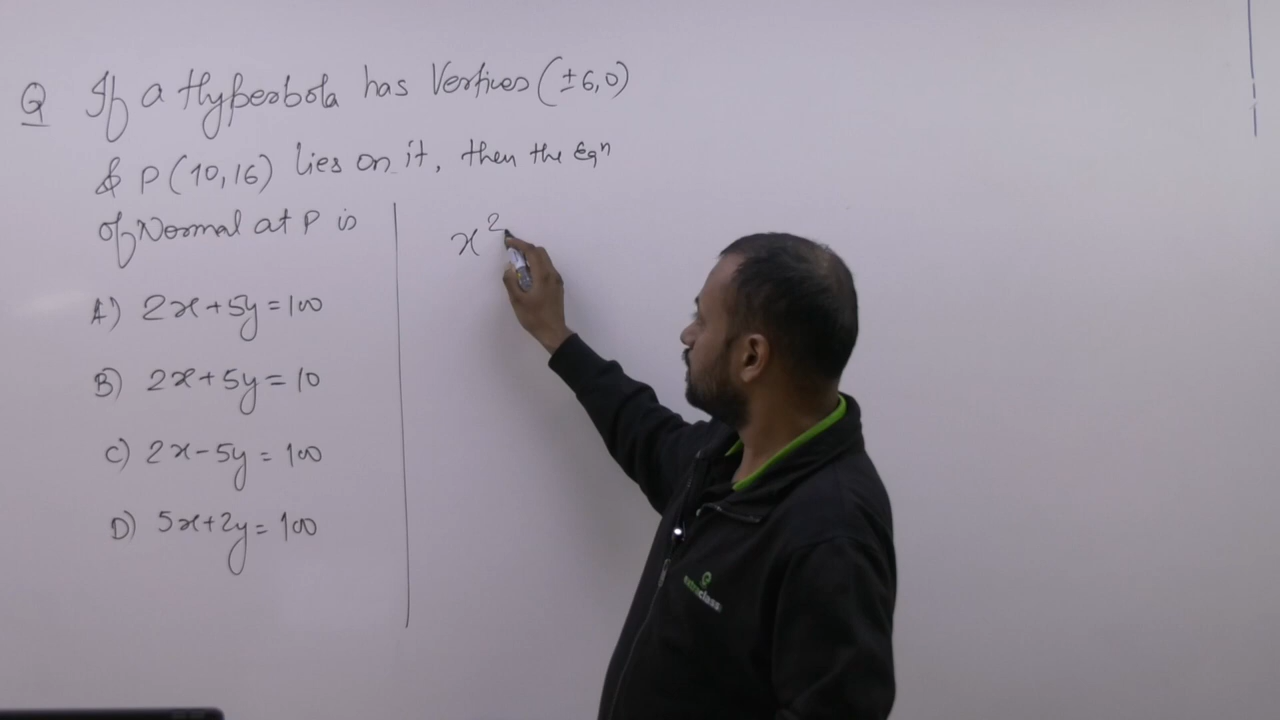 Q If a Hyperbola has Vertices (±6,0)
& P(10,16) lies on it, then the Eqⁿ
of Normal at P is
A) 2x+5y=100
B) 2x+5y=10
C) 2x-5y=100
D) 5x+2y=100
x²
extraclass